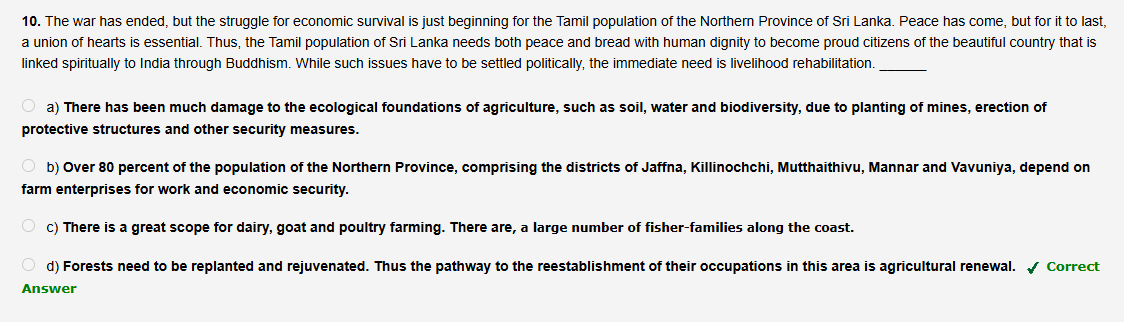 10. The war has ended, but the struggle for economic survival is just beginning for the Tamil population of the Northern Province of Sri Lanka. Peace has come, but for it to last,
a union of hearts is essential. Thus, the Tamil population of Sri Lanka needs both peace and bread with human dignity to become proud citizens of the beautiful country that is
linked spiritually to India through Buddhism. While such issues have to be settled politically, the immediate need is livelihood rehabilitation. ______
a) There has been much damage to the ecological foundations of agriculture, such as soil, water and biodiversity, due to planting of mines, erection of
protective structures and other security measures.
b) Over 80 percent of the population of the Northern Province, comprising the districts of Jaffna, Killinochchi, Mutthaithivu, Mannar and Vavuniya, depend on
farm enterprises for work and economic security.
c) There is a great scope for dairy, goat and poultry farming. There are, a large number of fisher-families along the coast.
d) Forests need to be replanted and rejuvenated. Thus the pathway to the reestablishment of their occupations in this area is agricultural renewal. ✓ Correct
Answer